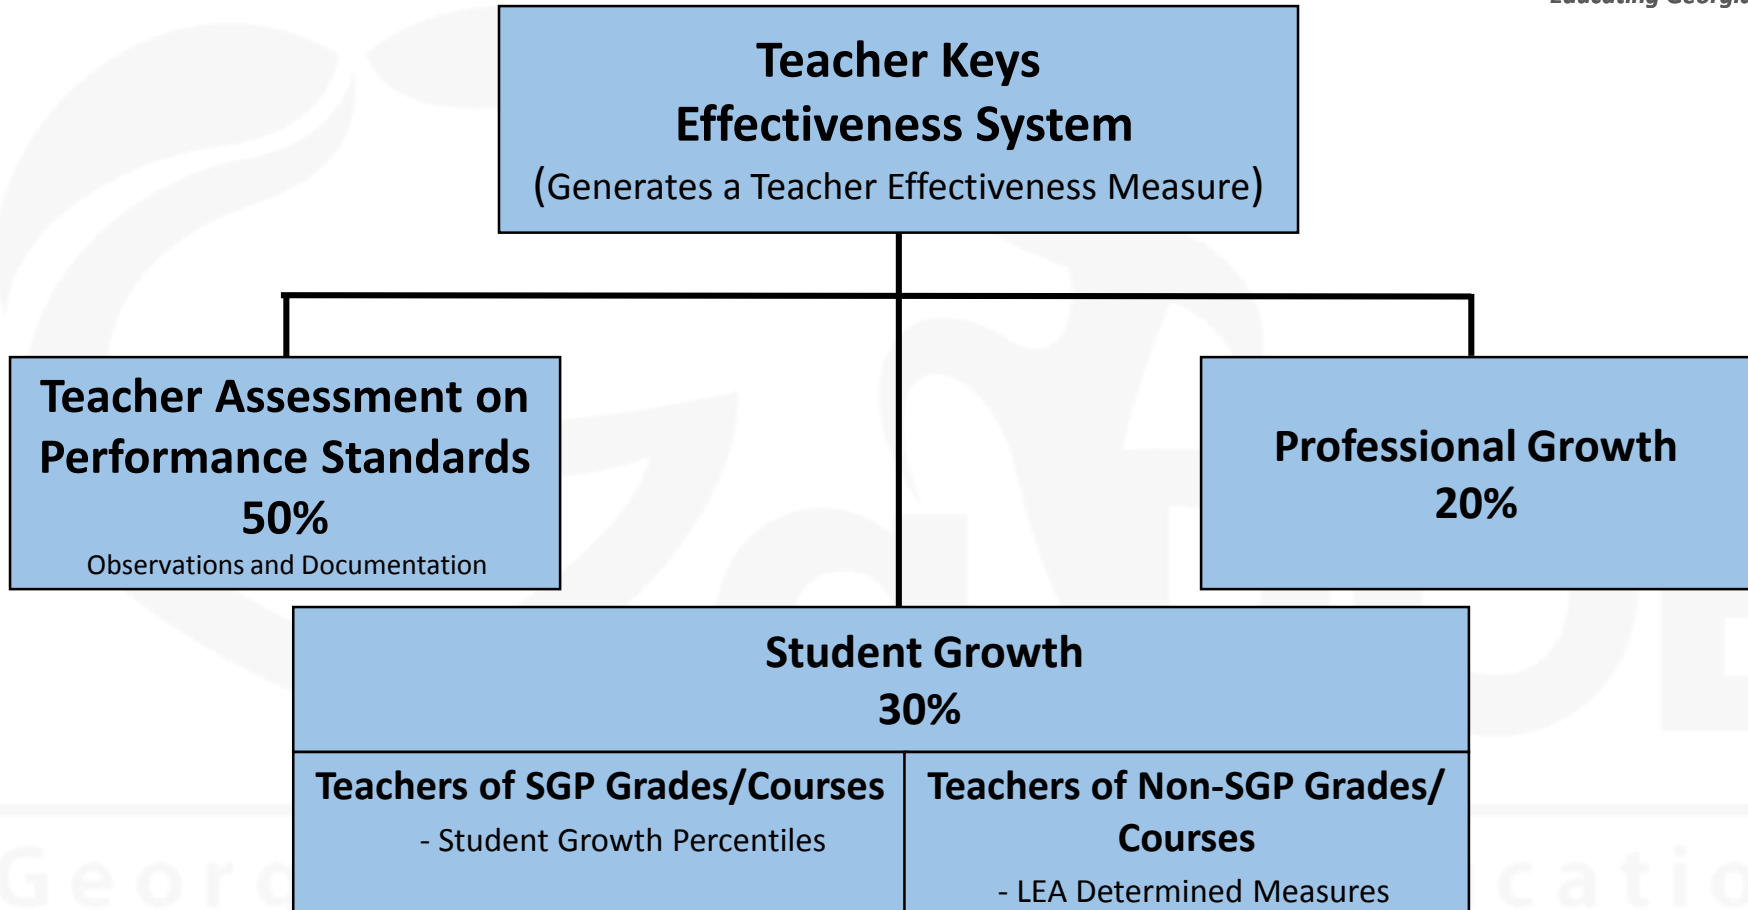 Educating Georgia
Teacher Keys
Effectiveness System
(Generates a Teacher Effectiveness Measure)
Teacher Assessment on
Performance Standards
50%
Observations and Documentation
Professional Growth
20%
Student Growth
30%
Teachers of SGP Grades/Courses
- Student Growth Percentiles
Teachers of Non-SGP Grades/
Courses
- LEA Determined Measures